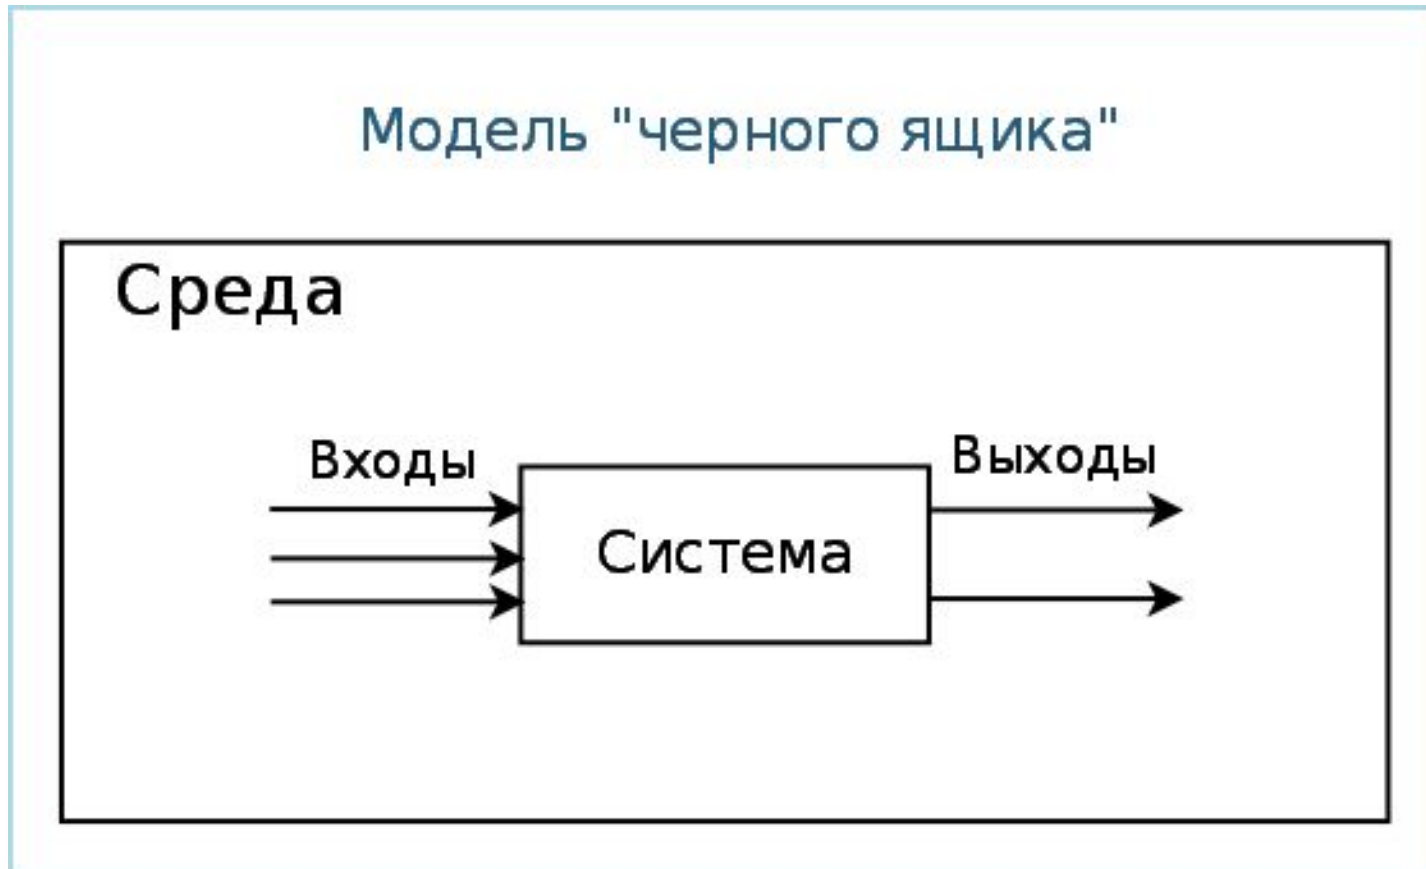 Модель "черного ящика"
Среда
Входы
Выходы
Система